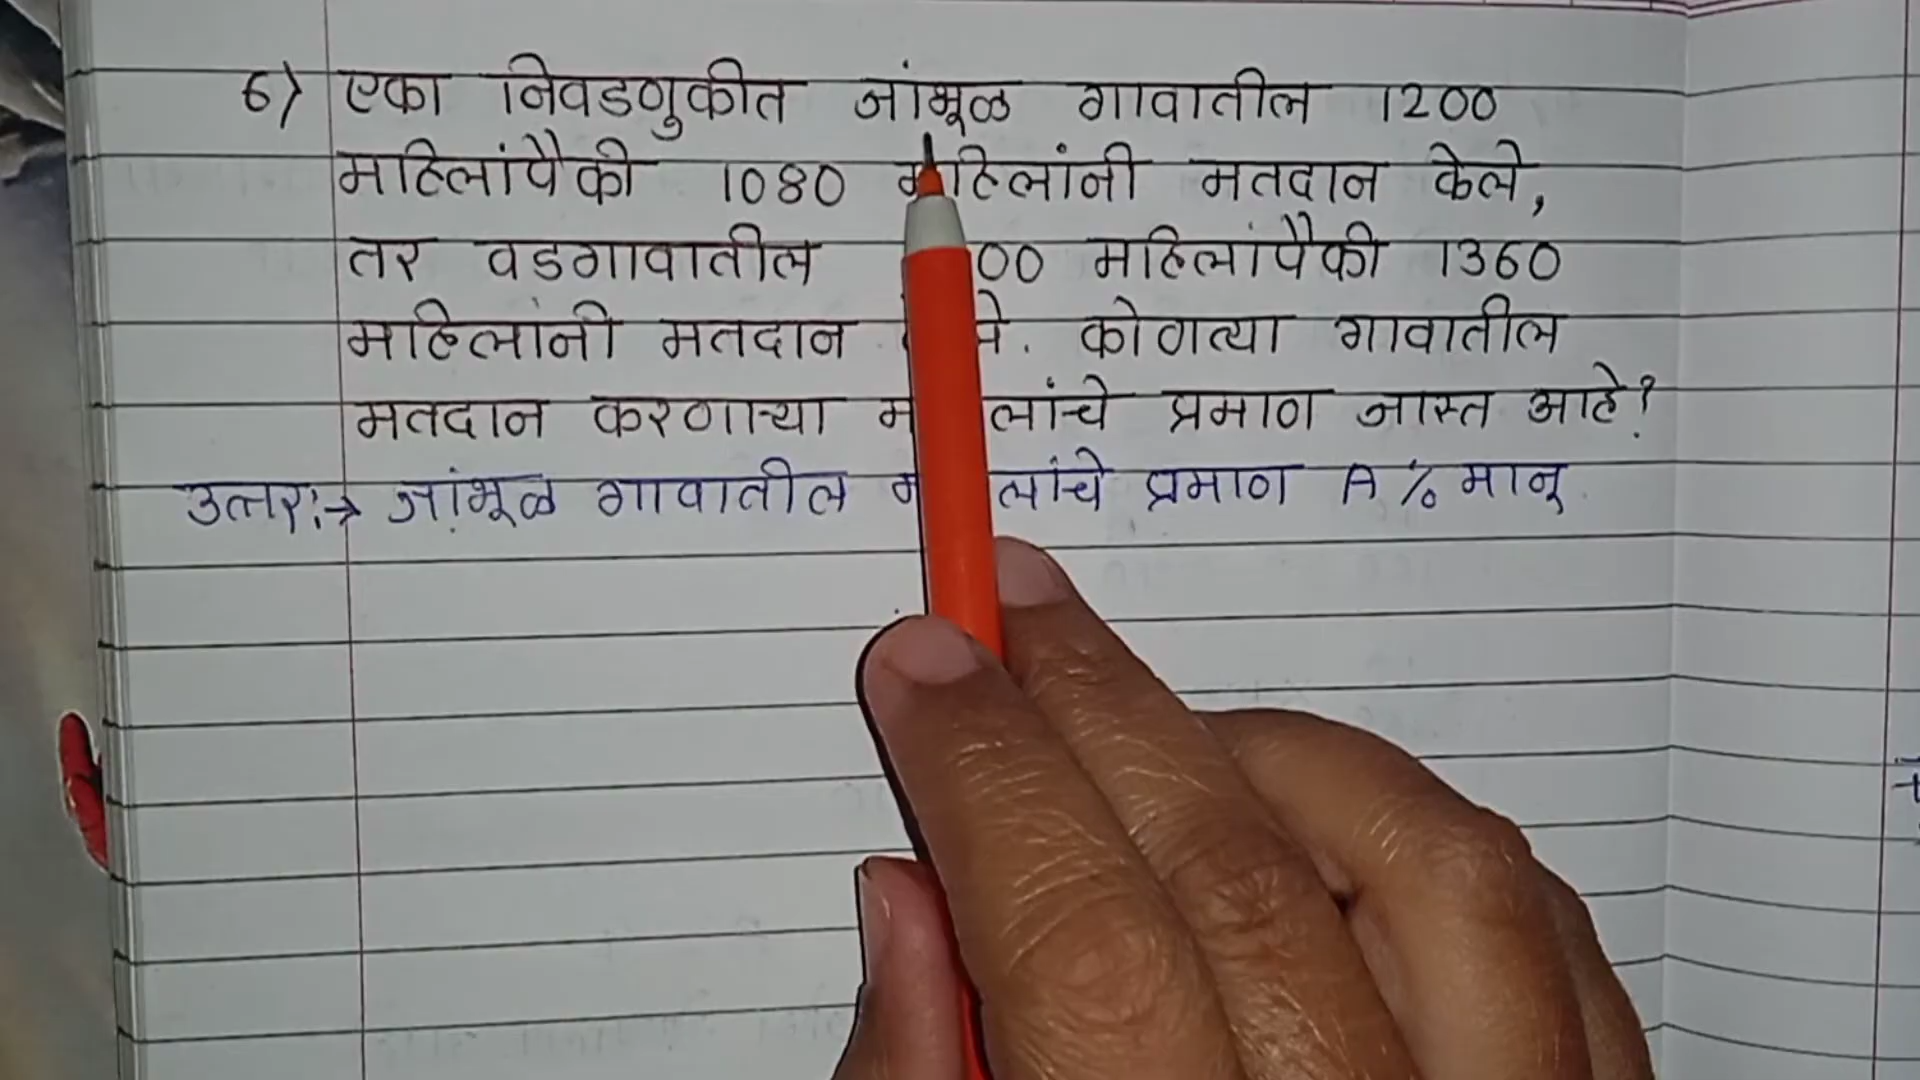 6) एका निवडणुकीत जांभूळ गावातील 1200
महिलांपैकी 1080 महिलांनी मतदान केले,
तर वडगावातील 00 महिलांपैकी 1360
महिलांनी मतदान कोणत्या गावातील
मतदान करणाऱ्या प्रमाण जास्त आहे?
उत्तर:→ जांभूळ गावातील प्रमाण A % मानू